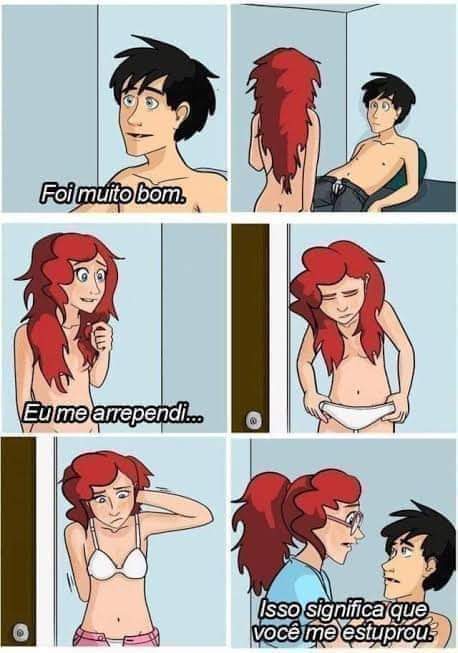 Foi muito bom.
Eu me arrependi...
Isso significa que
você me estuprou.